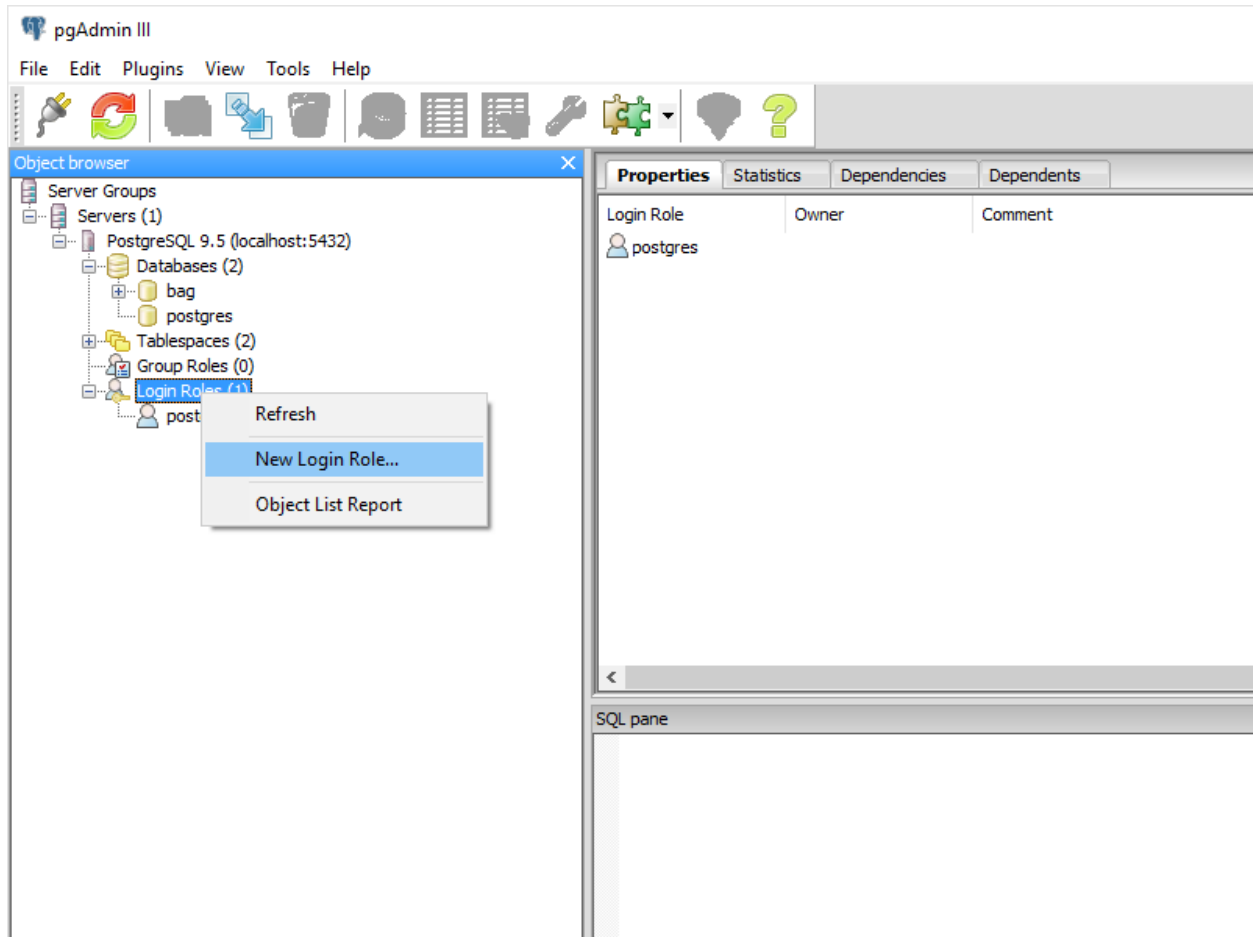 pgAdmin III
File Edit Plugins View Tools Help
Object browser
Server Groups
Servers (1)
PostgreSQL 9.5 (localhost:5432)
Databases (2)
bag
postgres
Tablespaces (2)
Group Roles (0)
Login Roles (1)
post
Refresh
New Login Role...
Object List Report
Properties Statistics Dependencies Dependents
Login Role Owner Comment
postgres
SQL pane